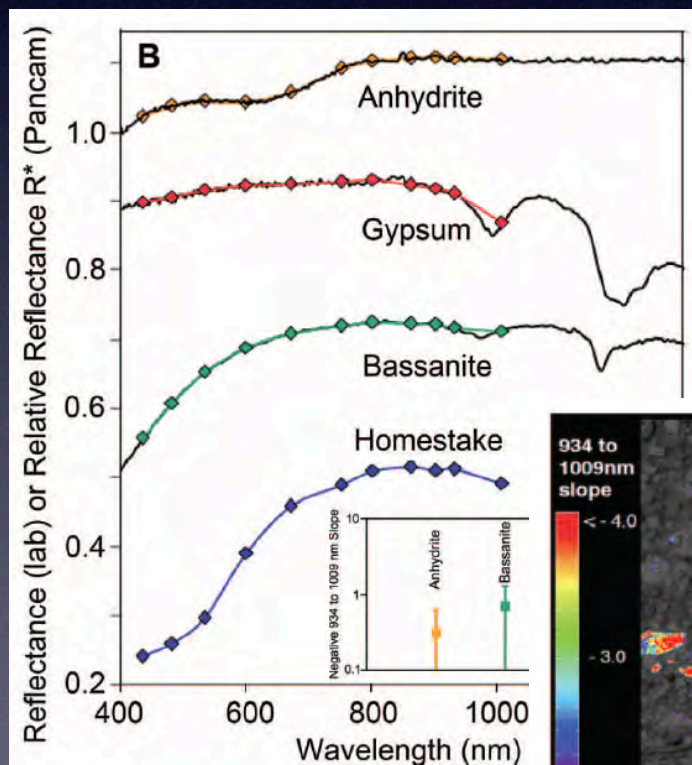 B
Reflectance (lab) or Relative Reflectance R* (Pancam)
1.0
0.8
0.6
0.4
0.2
Anhydrite
Gypsum
Bassanite
Homestake
Negative 934 to 1009 nm Slope
10
1
0.1
Anhydrite
Bassanite
400
600
800
1000
Wavelength (nm)
934 to
1009nm
slope
< - 4.0
- 3.0